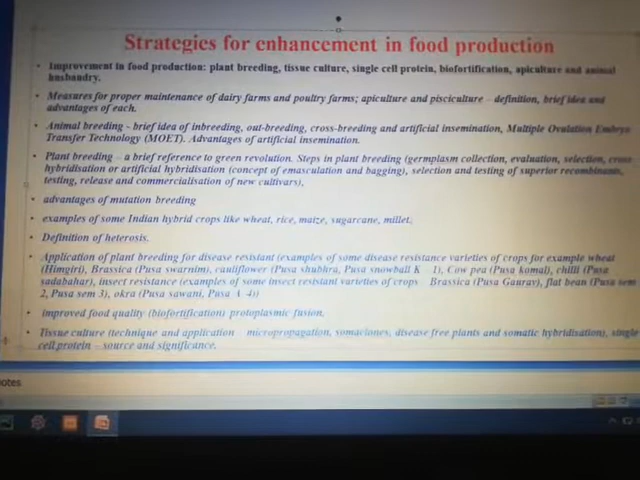 Strategies for enhancement in food production
• Improvement in food production: plant breeding, tissue culture, single cell protein, biofortification, apiculture and animal
husbandry.
• Measures for proper maintenance of dairy farms and poultry farms; apiculture and pisciculture – definition, brief idea and
advantages of each.
• Animal breeding - brief idea of inbreeding, out-breeding, cross-breeding and artificial insemination, Multiple Ovulation Embryo
Transfer Technology (MOET). Advantages of artificial insemination.
• Plant breeding – a brief reference to green revolution. Steps in plant breeding (germplasm collection, evaluation, selection, cross-
hybridisation or artificial hybridisation (concept of emasculation and bagging), selection and testing of superior recombinants,
testing, release and commercialisation of new cultivars),
• advantages of mutation breeding
• examples of some Indian hybrid crops like wheat, rice, maize, sugarcane, millet.
• Definition of heterosis.
• Application of plant breeding for disease resistant (examples of some disease resistance varieties of crops for example wheat
(Himgiri), Brassica (Pusa swarnim), cauliflower (Pusa shubhra, Pusa snowball K – 1), Cow pea (Pusa komal), chilli (Pusa
sadabahar), insect resistance (examples of some insect resistant varieties of crops – Brassica (Pusa Gaurav), flat bean (Pusa sem
2, Pusa sem 3), okra (Pusa sawani, Pusa A -4))
• improved food quality (biofortification) protoplasmic fusion.
• Tissue culture (technique and application – micropropagation, somaclones, disease free plants and somatic hybridisation), single
cell protein – source and significance.
otes